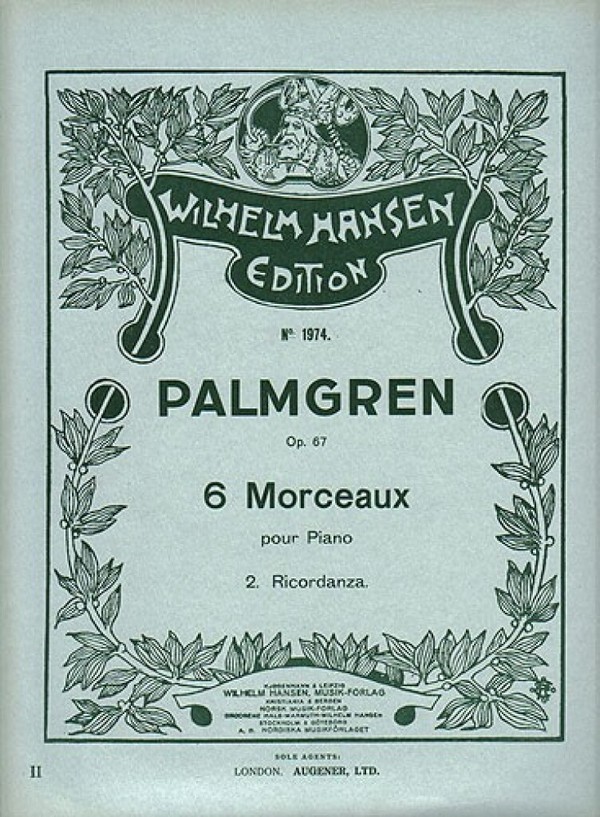 WILHELM HANSEN
EDITION
No. 1974.
PALMGREN
Op. 67
6 Morceaux
pour Piano
2. Ricordanza.
KJØBENHAVN & LEIPZIG
WILHELM HANSEN, MUSIK-FORLAG
KRISTIANIA & BERGEN
NORSK MUSIK-FORLAG
BRODRENE HALS-WARMUTH-WILHELM HANSEN
STOCKHOLM & GÖTEBORG
A. B. NORDISKA MUSIKFÖRLAGET
SOLE AGENTS:
II LONDON. AUGENER, LTD.